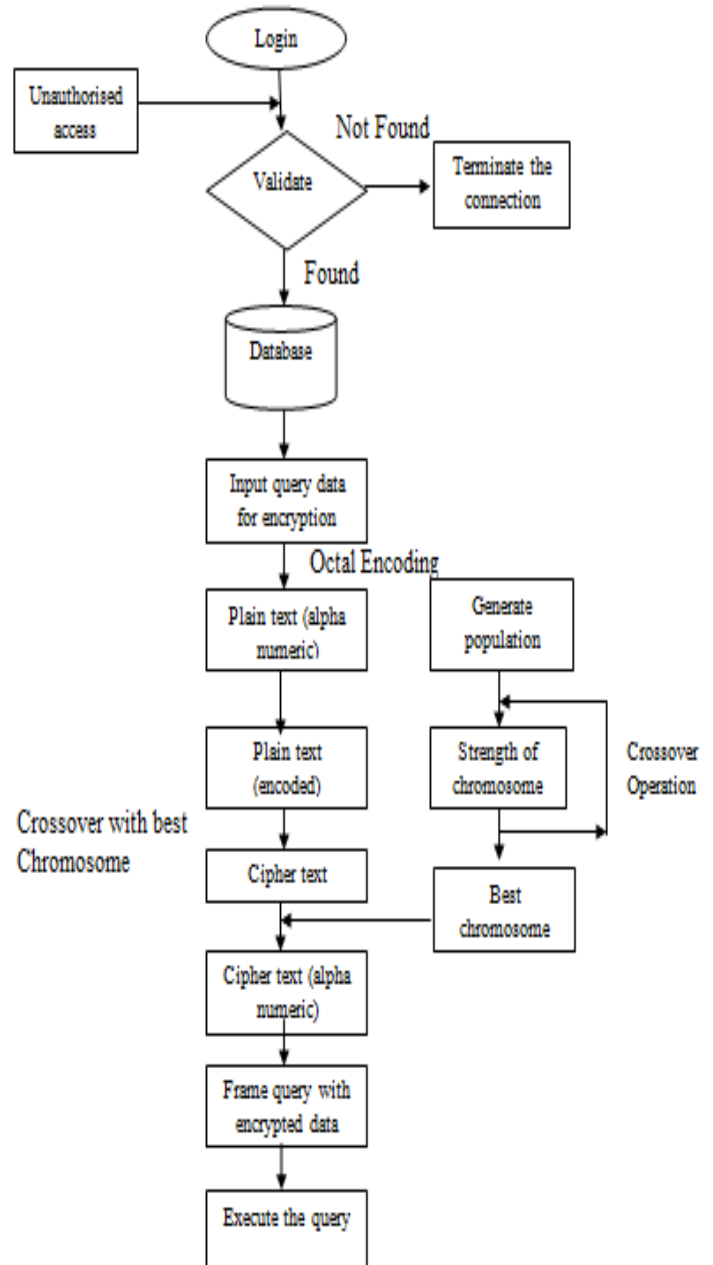 Login
Unauthorised
access
Not Found
Validate
Terminate the
connection
Found
Database
Input query data
for encryption
Octal Encoding
Plain text (alpha
numeric)
Generate
population
Plain text
(encoded)
Strength of
chromosome
Crossover
Operation
Crossover with best
Chromosome
Cipher text
Best
chromosome
Cipher text (alpha
numeric)
Frame query with
encrypted data
Execute the query